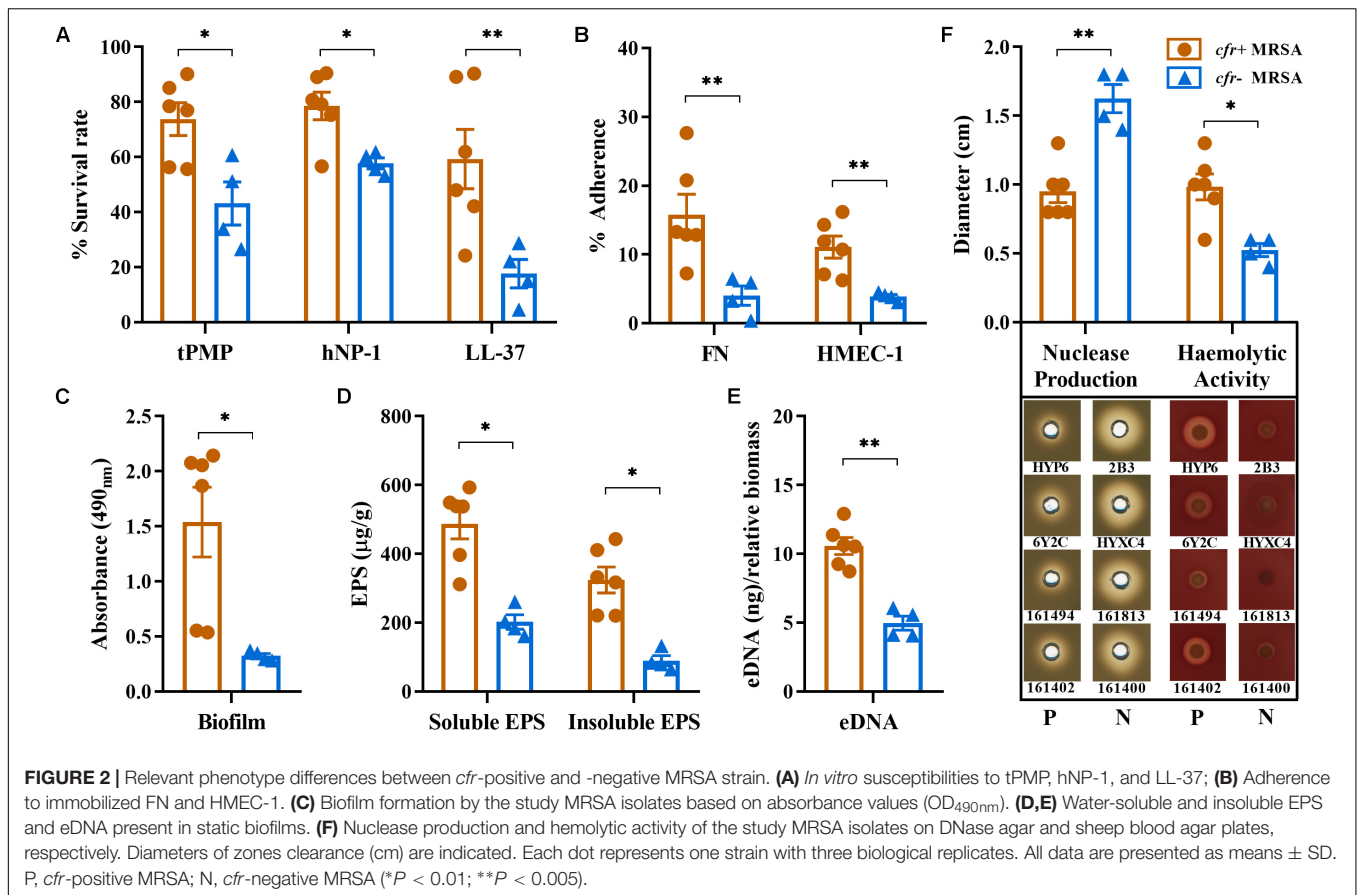 A
% Survival rate
100
80
60
40
20
0
*
*
**
tPMP
hNP-1
LL-37
B
% Adherence
40
30
20
10
0
**
**
FN
HMEC-1
F
Diameter (cm)
2.0
1.5
1.0
0.5
0.0
**
*
cfr+ MRSA
cfr- MRSA
Nuclease Production
Haemolytic Activity
HYP6 2B3 HYP6 2B3
6Y2C HYXC4 6Y2C HYXC4
161494 161813 161494 161813
161402 161400 161402 161400
P N P N
C
Absorbance (490nm)
2.5
2.0
1.5
1.0
0.5
0.0
*
Biofilm
D
EPS (µg/g)
800
600
400
200
0
*
*
Soluble EPS
Insoluble EPS
E
eDNA (ng)/relative biomass
20
15
10
5
0
**
eDNA
FIGURE 2 | Relevant phenotype differences between cfr-positive and -negative MRSA strain. (A) In vitro susceptibilities to tPMP, hNP-1, and LL-37; (B) Adherence
to immobilized FN and HMEC-1. (C) Biofilm formation by the study MRSA isolates based on absorbance values (OD490nm). (D,E) Water-soluble and insoluble EPS
and eDNA present in static biofilms. (F) Nuclease production and hemolytic activity of the study MRSA isolates on DNase agar and sheep blood agar plates,
respectively. Diameters of zones clearance (cm) are indicated. Each dot represents one strain with three biological replicates. All data are presented as means ± SD.
P, cfr-positive MRSA; N, cfr-negative MRSA (*P < 0.01; **P < 0.005).